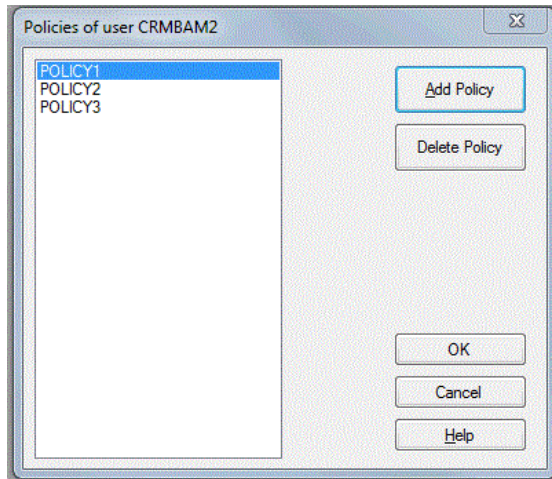 Policies of user CRMBAM2
POLICY1
POLICY2
POLICY3
Add Policy
Delete Policy
OK
Cancel
Help